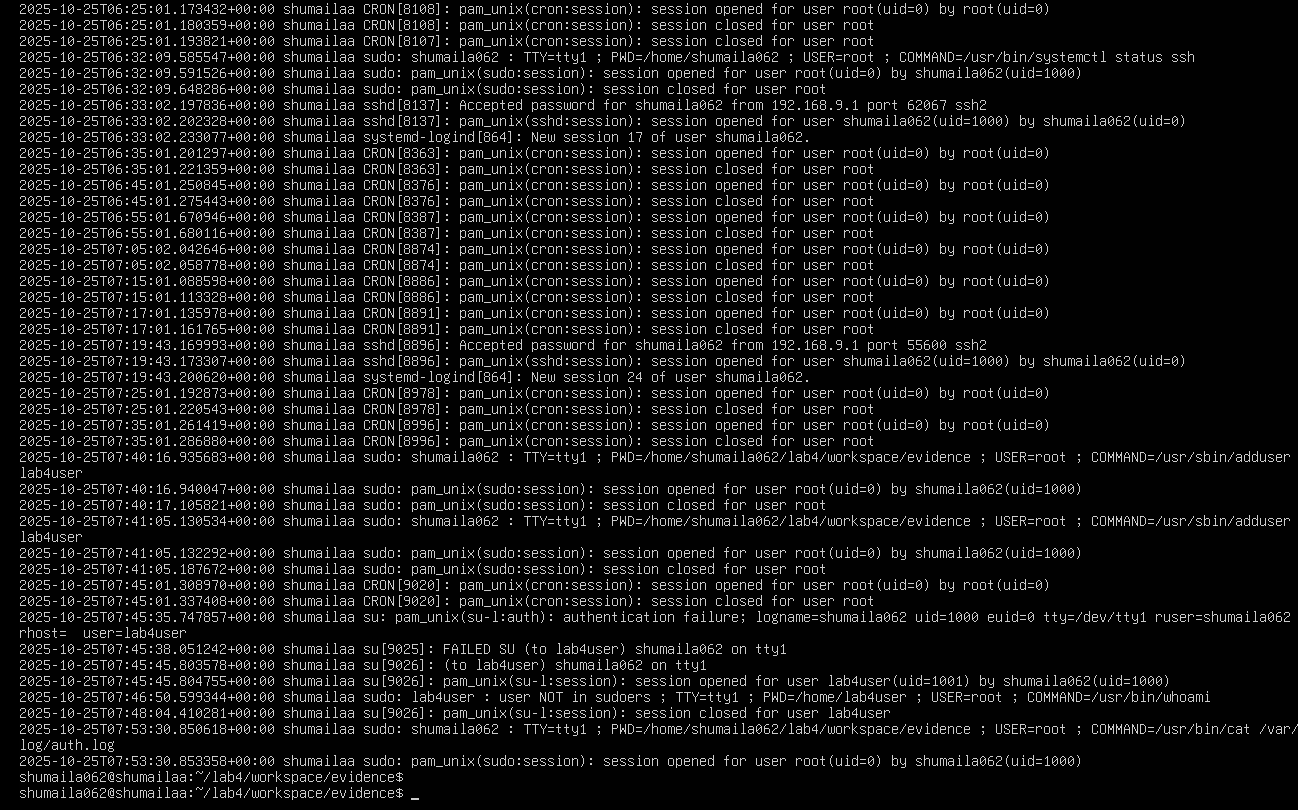 2025-10-25T06:25:01.173432+00:00 shumailaa CRON[8108]: pam_unix(cron:session): session opened for user root(uid=0) by root(uid=0)
2025-10-25T06:25:01.180359+00:00 shumailaa CRON[8108]: pam_unix(cron:session): session closed for user root
2025-10-25T06:25:01.193821+00:00 shumailaa CRON[8107]: pam_unix(cron:session): session closed for user root
2025-10-25T06:32:09.585547+00:00 shumailaa sudo: shumaila062 : TTY=tty1 ; PWD=/home/shumaila062 ; USER=root ; COMMAND=/usr/bin/systemctl status ssh
2025-10-25T06:32:09.591526+00:00 shumailaa sudo: pam_unix(sudo:session): session opened for user root(uid=0) by shumaila062(uid=1000)
2025-10-25T06:32:09.648286+00:00 shumailaa sudo: pam_unix(sudo:session): session closed for user root
2025-10-25T06:33:02.197836+00:00 shumailaa sshd[8137]: Accepted password for shumaila062 from 192.168.9.1 port 62067 ssh2
2025-10-25T06:33:02.202328+00:00 shumailaa sshd[8137]: pam_unix(sshd:session): session opened for user shumaila062(uid=1000) by shumaila062(uid=0)
2025-10-25T06:33:02.233077+00:00 shumailaa systemd-logind[864]: New session 17 of user shumaila062.
2025-10-25T06:35:01.201297+00:00 shumailaa CRON[8363]: pam_unix(cron:session): session opened for user root(uid=0) by root(uid=0)
2025-10-25T06:35:01.221359+00:00 shumailaa CRON[8363]: pam_unix(cron:session): session closed for user root
2025-10-25T06:45:01.250845+00:00 shumailaa CRON[8376]: pam_unix(cron:session): session opened for user root(uid=0) by root(uid=0)
2025-10-25T06:45:01.275443+00:00 shumailaa CRON[8376]: pam_unix(cron:session): session closed for user root
2025-10-25T06:55:01.670946+00:00 shumailaa CRON[8387]: pam_unix(cron:session): session opened for user root(uid=0) by root(uid=0)
2025-10-25T06:55:01.680116+00:00 shumailaa CRON[8387]: pam_unix(cron:session): session closed for user root
2025-10-25T07:05:02.042646+00:00 shumailaa CRON[8874]: pam_unix(cron:session): session opened for user root(uid=0) by root(uid=0)
2025-10-25T07:05:02.058778+00:00 shumailaa CRON[8874]: pam_unix(cron:session): session closed for user root
2025-10-25T07:15:01.088598+00:00 shumailaa CRON[8886]: pam_unix(cron:session): session opened for user root(uid=0) by root(uid=0)
2025-10-25T07:15:01.113328+00:00 shumailaa CRON[8886]: pam_unix(cron:session): session closed for user root
2025-10-25T07:17:01.135978+00:00 shumailaa CRON[8891]: pam_unix(cron:session): session opened for user root(uid=0) by root(uid=0)
2025-10-25T07:17:01.161765+00:00 shumailaa CRON[8891]: pam_unix(cron:session): session closed for user root
2025-10-25T07:19:43.169993+00:00 shumailaa sshd[8896]: Accepted password for shumaila062 from 192.168.9.1 port 55600 ssh2
2025-10-25T07:19:43.173307+00:00 shumailaa sshd[8896]: pam_unix(sshd:session): session opened for user shumaila062(uid=1000) by shumaila062(uid=0)
2025-10-25T07:19:43.200620+00:00 shumailaa systemd-logind[864]: New session 24 of user shumaila062.
2025-10-25T07:25:01.192873+00:00 shumailaa CRON[8978]: pam_unix(cron:session): session opened for user root(uid=0) by root(uid=0)
2025-10-25T07:25:01.220543+00:00 shumailaa CRON[8978]: pam_unix(cron:session): session closed for user root
2025-10-25T07:35:01.261419+00:00 shumailaa CRON[8996]: pam_unix(cron:session): session opened for user root(uid=0) by root(uid=0)
2025-10-25T07:35:01.286880+00:00 shumailaa CRON[8996]: pam_unix(cron:session): session closed for user root
2025-10-25T07:40:16.935683+00:00 shumailaa sudo: shumaila062 : TTY=tty1 ; PWD=/home/shumaila062/lab4/workspace/evidence ; USER=root ; COMMAND=/usr/sbin/adduser
lab4user
2025-10-25T07:40:16.940047+00:00 shumailaa sudo: pam_unix(sudo:session): session opened for user root(uid=0) by shumaila062(uid=1000)
2025-10-25T07:40:17.105821+00:00 shumailaa sudo: pam_unix(sudo:session): session closed for user root
2025-10-25T07:41:05.130534+00:00 shumailaa sudo: shumaila062 : TTY=tty1 ; PWD=/home/shumaila062/lab4/workspace/evidence ; USER=root ; COMMAND=/usr/sbin/adduser
lab4user
2025-10-25T07:41:05.132292+00:00 shumailaa sudo: pam_unix(sudo:session): session opened for user root(uid=0) by shumaila062(uid=1000)
2025-10-25T07:41:05.187672+00:00 shumailaa sudo: pam_unix(sudo:session): session closed for user root
2025-10-25T07:45:01.308970+00:00 shumailaa CRON[9020]: pam_unix(cron:session): session opened for user root(uid=0) by root(uid=0)
2025-10-25T07:45:01.337408+00:00 shumailaa CRON[9020]: pam_unix(cron:session): session closed for user root
2025-10-25T07:45:35.747857+00:00 shumailaa su: pam_unix(su-l:auth): authentication failure; logname=shumaila062 uid=1000 euid=0 tty=/dev/tty1 ruser=shumaila062
rhost=  user=lab4user
2025-10-25T07:45:38.051242+00:00 shumailaa su[9025]: FAILED SU (to lab4user) shumaila062 on tty1
2025-10-25T07:45:45.803578+00:00 shumailaa su[9026]: (to lab4user) shumaila062 on tty1
2025-10-25T07:45:45.804755+00:00 shumailaa su[9026]: pam_unix(su-l:session): session opened for user lab4user(uid=1001) by shumaila062(uid=1000)
2025-10-25T07:46:50.599344+00:00 shumailaa sudo: lab4user : user NOT in sudoers ; TTY=tty1 ; PWD=/home/lab4user ; USER=root ; COMMAND=/usr/bin/whoami
2025-10-25T07:48:04.410281+00:00 shumailaa su[9026]: pam_unix(su-l:session): session closed for user lab4user
2025-10-25T07:53:30.850618+00:00 shumailaa sudo: shumaila062 : TTY=tty1 ; PWD=/home/shumaila062/lab4/workspace/evidence ; USER=root ; COMMAND=/usr/bin/cat /var/
log/auth.log
2025-10-25T07:53:30.853358+00:00 shumailaa sudo: pam_unix(sudo:session): session opened for user root(uid=0) by shumaila062(uid=1000)
shumaila062@shumailaa:~/lab4/workspace/evidence$
shumaila062@shumailaa:~/lab4/workspace/evidence$ _